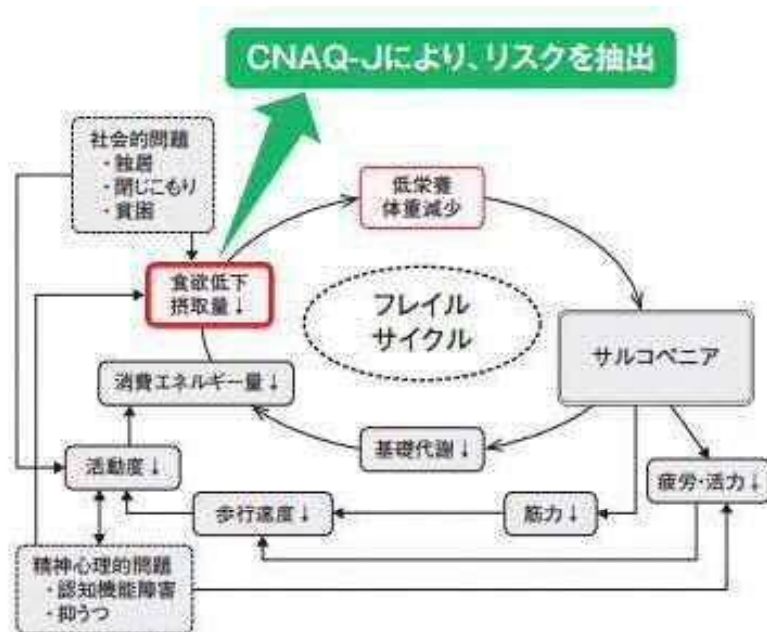 CNAQ-Jにより、リスクを抽出
社会的問題
・独居
・閉じこもり
・貧困
低栄養
体重減少
食欲低下
摂取量↓
フレイル
サイクル
サルコペニア
消費エネルギー量↓
基礎代謝↓
活動度↓
疲労・活力↓
歩行速度↓
筋力↓
精神心理的問題
・認知機能障害
・抑うつ